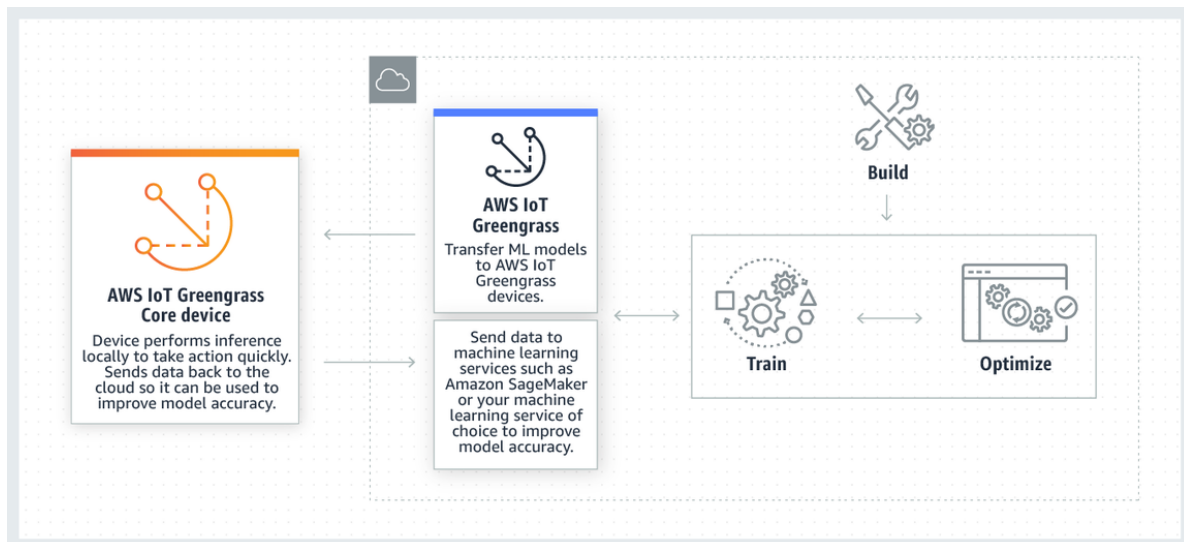 AWS IoT Greengrass
Core device
Device performs inference
locally to take action quickly.
Sends data back to the
cloud so it can be used to
improve model accuracy.
AWS IoT
Greengrass
Transfer ML models
to AWS IoT
Greengrass
devices.
Send data to
machine learning
services such as
Amazon SageMaker
or your machine
learning service of
choice to improve
model accuracy.
Build
Train
Optimize